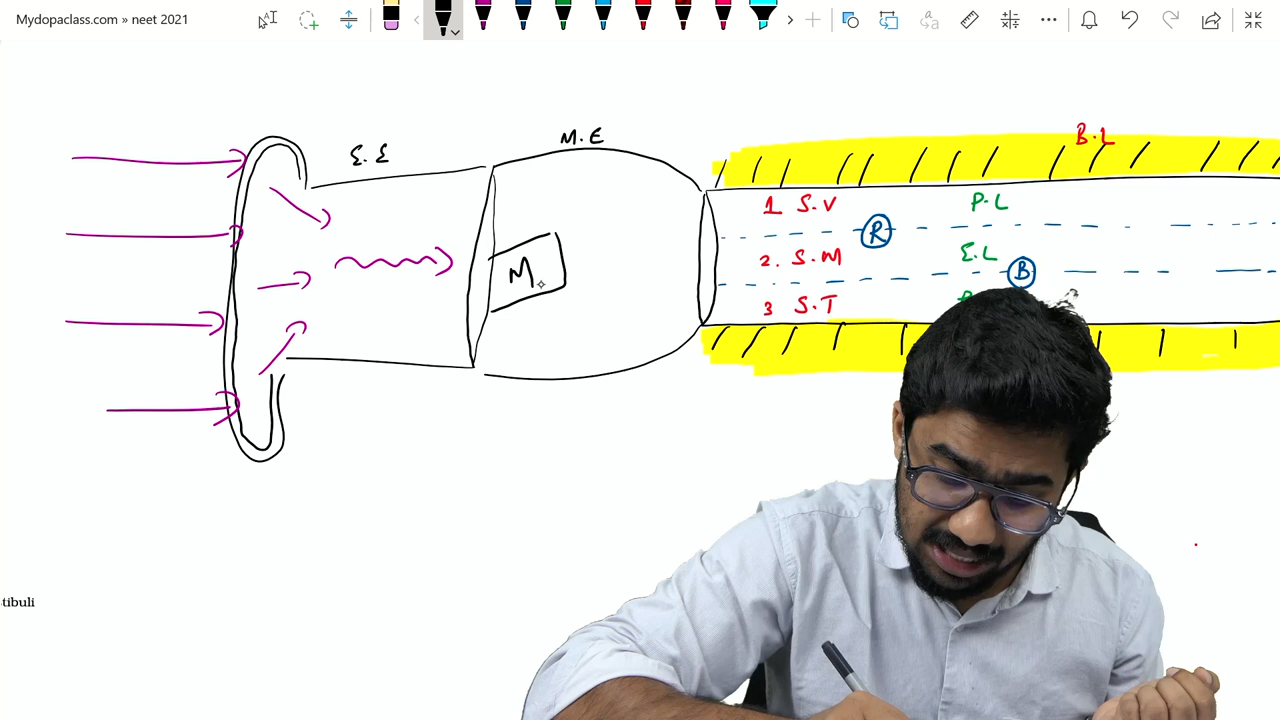 Mydopaclass.com » neet 2021
B.L
M.E
E.E
1 S.V P.L
R
2. S.M E.L
B
M
3 S.T
tibuli